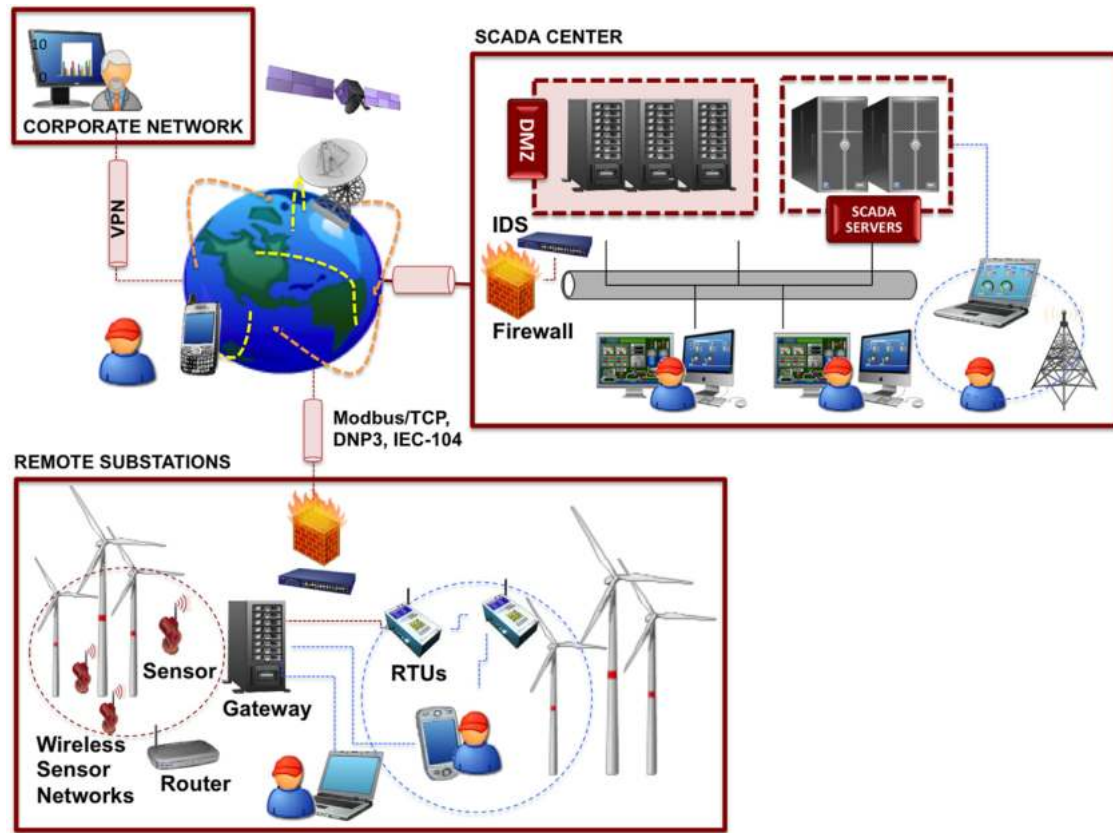 SCADA CENTER
10
0
CORPORATE NETWORK
DMZ
SCADA
SERVERS
VPN
IDS
Firewall
Modbus/TCP,
DNP3, IEC-104
REMOTE SUBSTATIONS
Sensor
RTUs
Gateway
Wireless
Sensor
Networks
Router